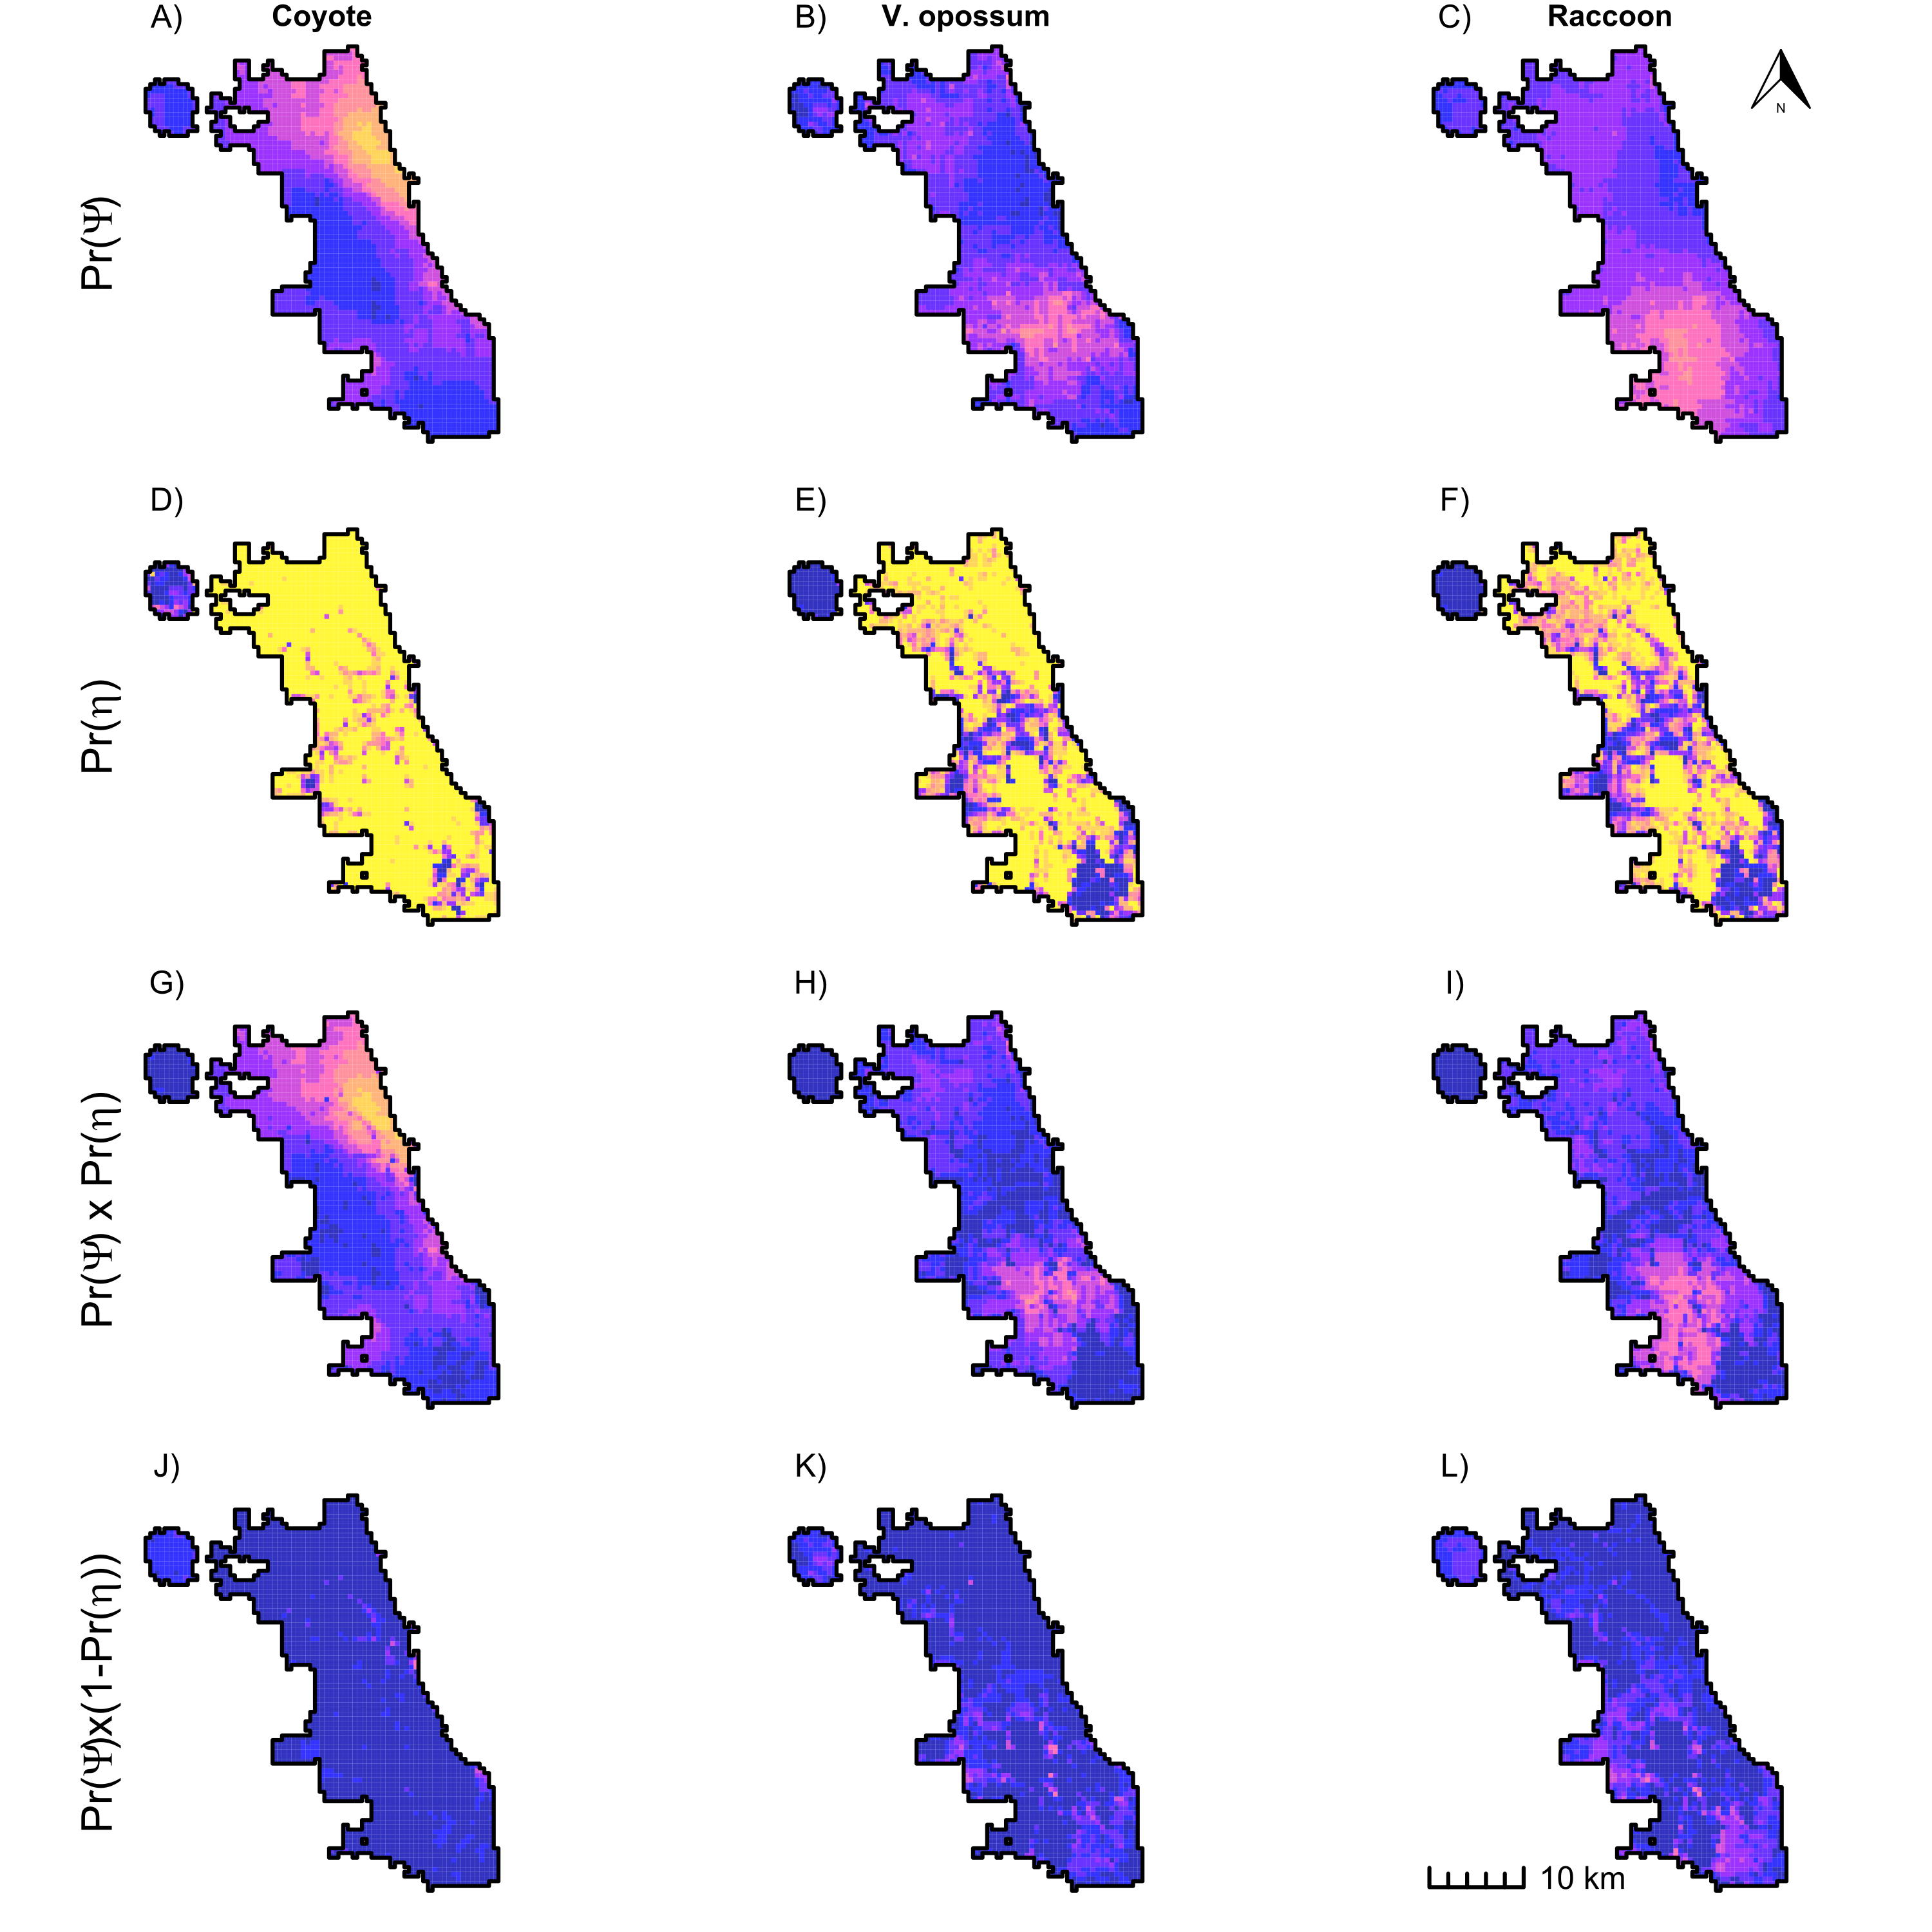 A) Coyote
B) V. opossum
C) Raccoon
N
Pr(Ψ)
D)
E)
F)
Pr(η)
G)
H)
I)
Pr(Ψ) x Pr(η)
J)
K)
L)
Pr(Ψ)x(1-Pr(η))
10 km